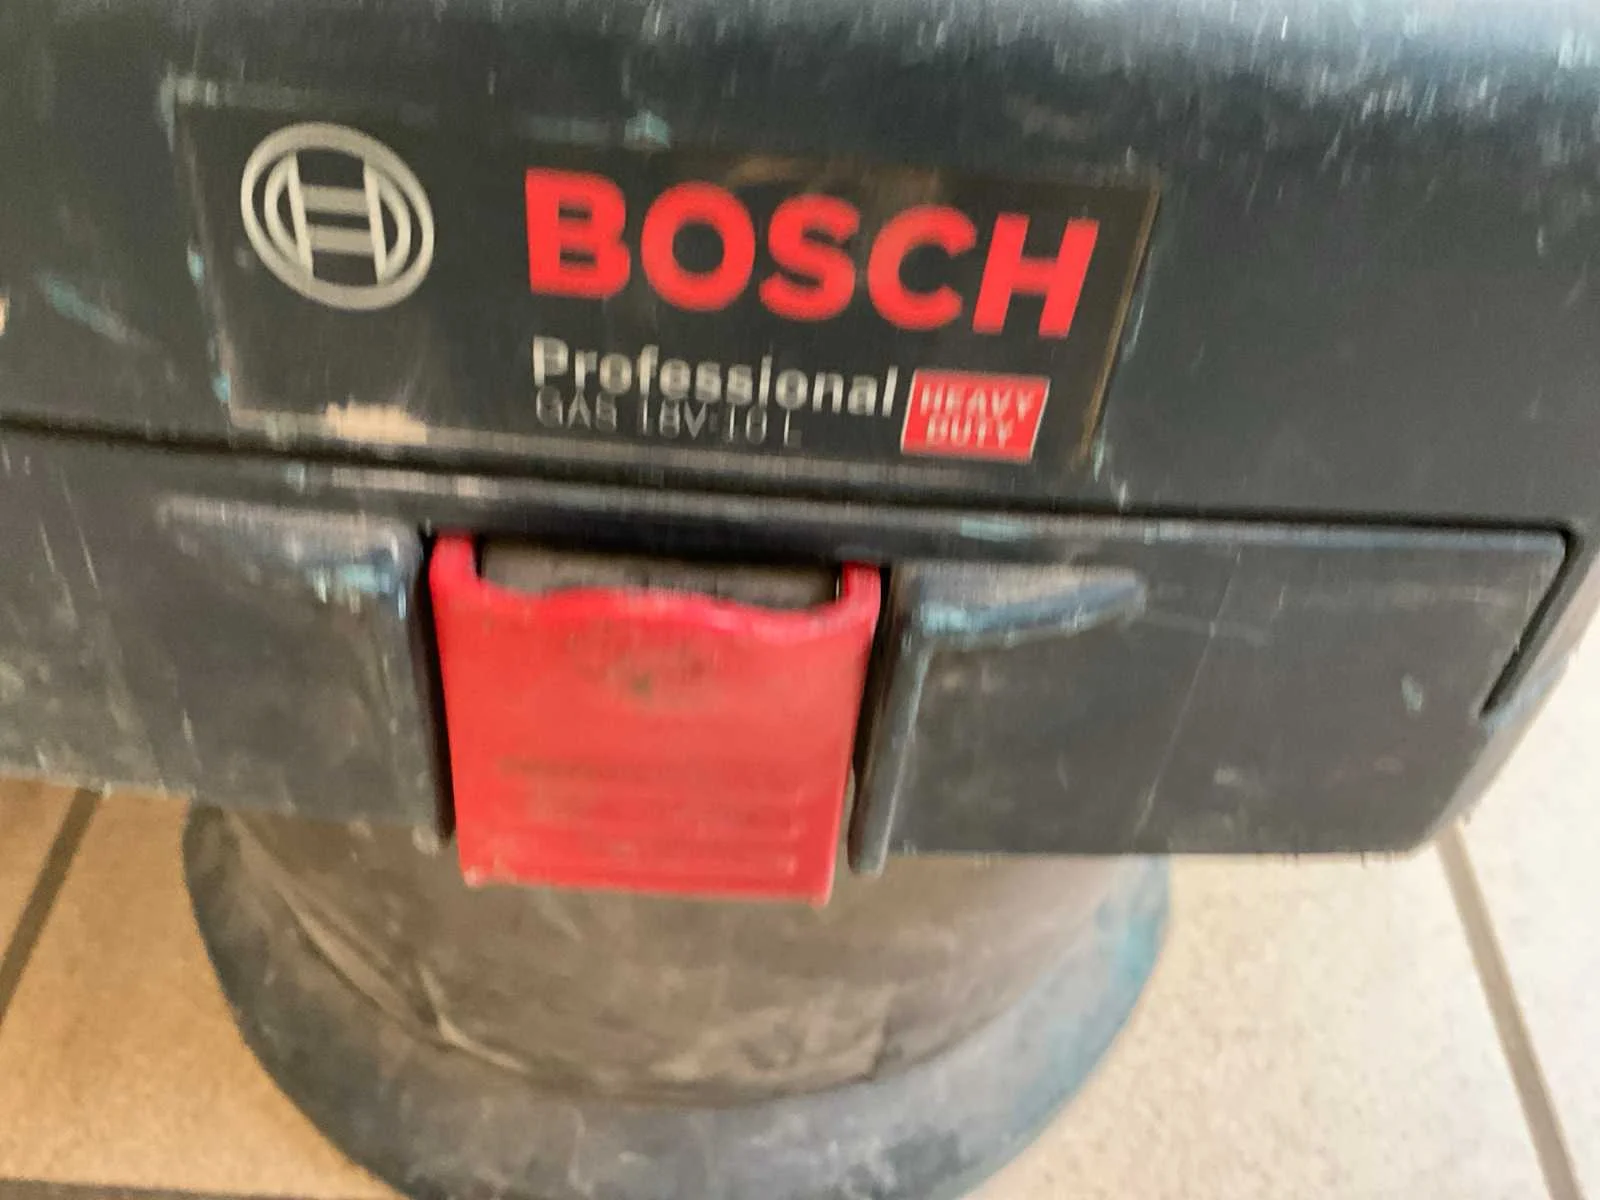 BOSCH
Professional
GAS 18V-10 L
HEAVY
DUTY